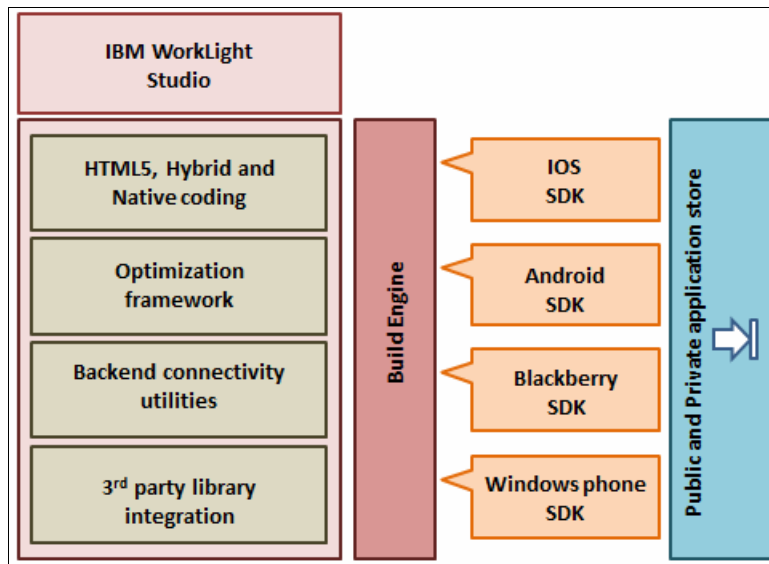 IBM WorkLight
Studio
HTML5, Hybrid and
Native coding
Optimization
framework
Backend connectivity
utilities
3rd party library
integration
Build Engine
IOS
SDK
Android
SDK
Blackberry
SDK
Windows phone
SDK
Public and Private application store